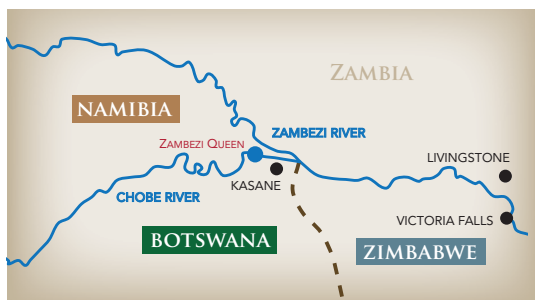 ZAMBIA
NAMIBIA
ZAMBEZI RIVER
ZAMBEZI QUEEN
LIVINGSTONE
KASANE
CHOBE RIVER
VICTORIA FALLS
BOTSWANA
ZIMBABWE